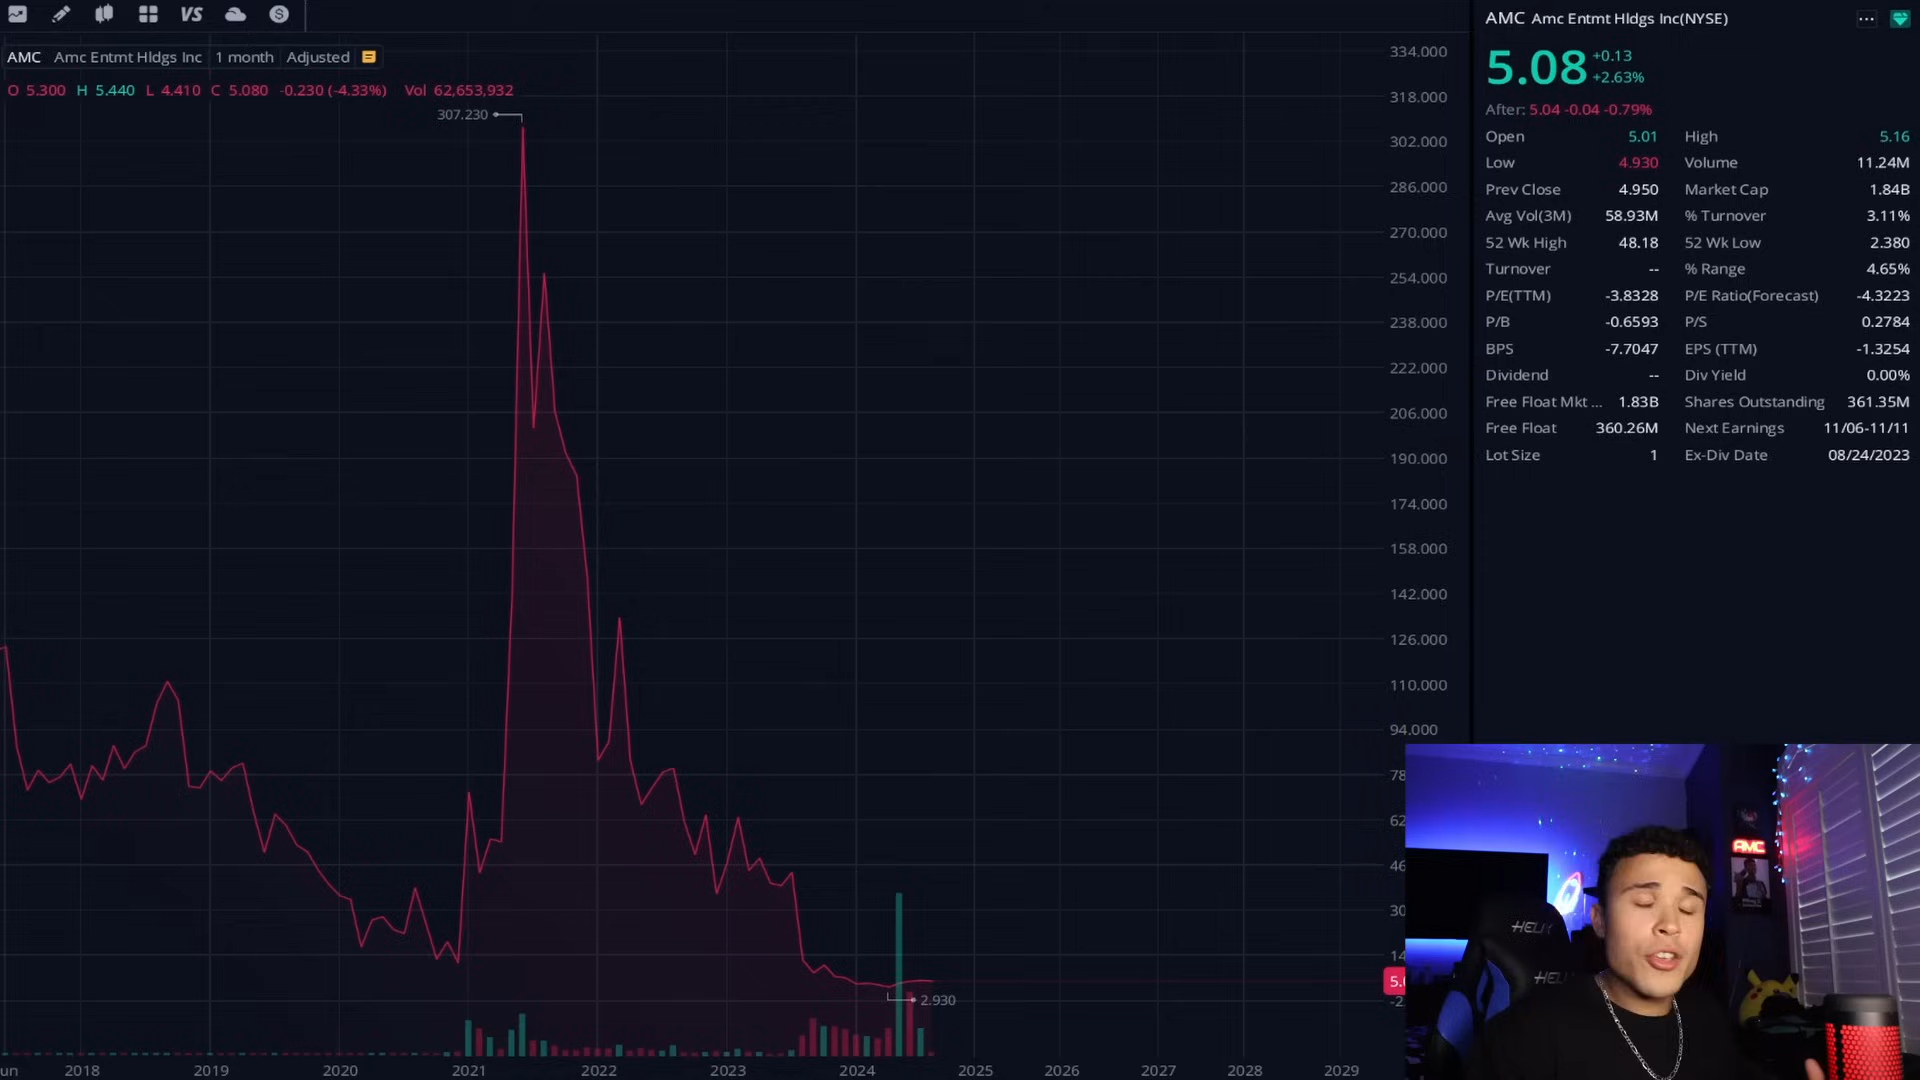 VS
S
AMC Amc Entmt Hldgs Inc 1 month Adjusted
O 5.300 H 5.440 L 4.410 C 5.080 -0.230 (-4.33%) Vol 62,653,932
307.230
2.930
334.000
318.000
302.000
286.000
270.000
254.000
238.000
222.000
206.000
190.000
174.000
158.000
142.000
126.000
110.000
94.000
78
62
46
30
14
5.0
-2
un 2018 2019 2020 2021 2022 2023 2024 2025 2026 2027 2028 2029
AMC Amc Entmt Hldgs Inc(NYSE)
5.08 +0.13
+2.63%
After: 5.04 -0.04 -0.79%
Open 5.01 High 5.16
Low 4.930 Volume 11.24M
Prev Close 4.950 Market Cap 1.84B
Avg Vol(3M) 58.93M % Turnover 3.11%
52 Wk High 48.18 52 Wk Low 2.380
Turnover -- % Range 4.65%
P/E(TTM) -3.8328 P/E Ratio(Forecast) -4.3223
P/B -0.6593 P/S 0.2784
BPS -7.7047 EPS (TTM) -1.3254
Dividend -- Div Yield 0.00%
Free Float Mkt ... 1.83B Shares Outstanding 361.35M
Free Float 360.26M Next Earnings 11/06-11/11
Lot Size 1 Ex-Div Date 08/24/2023
AMC